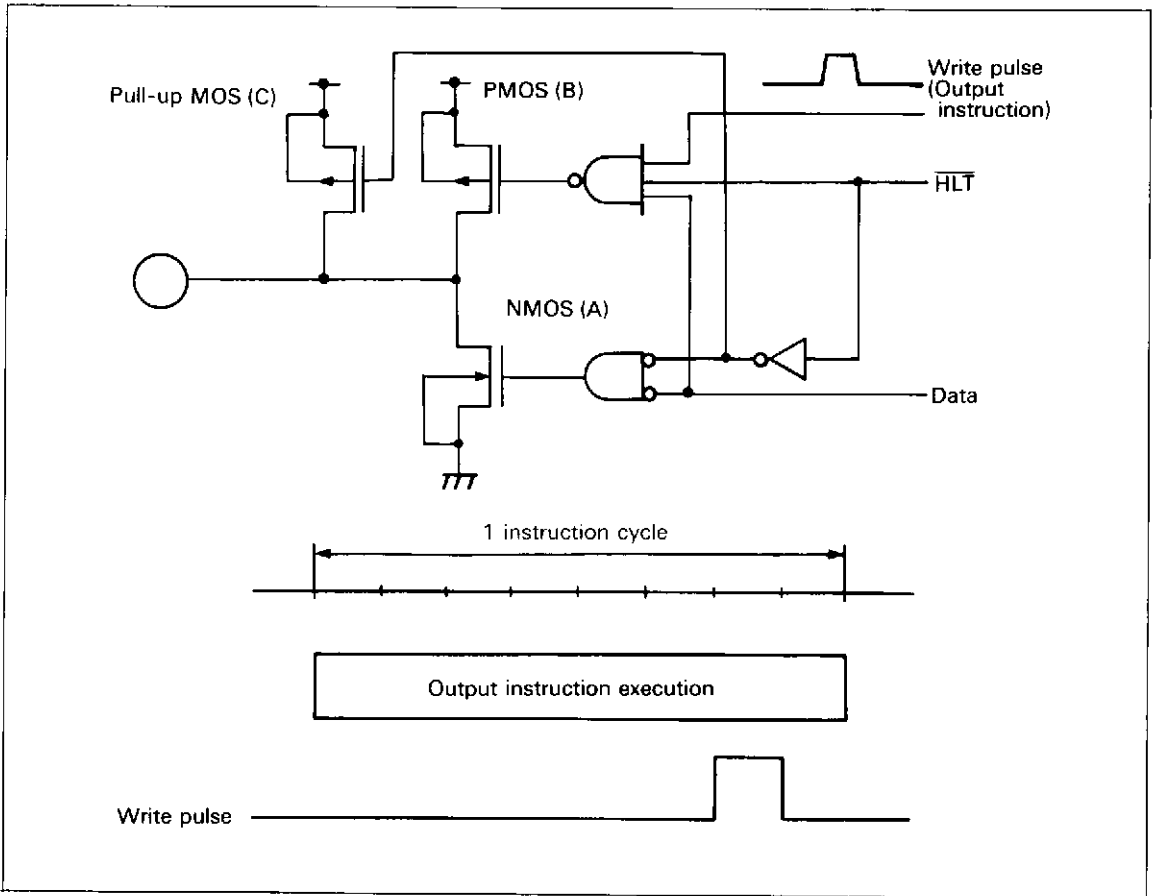 Pull-up MOS (C)
PMOS (B)
Write pulse
(Output
instruction)
HLT
NMOS (A)
Data
1 instruction cycle
Output instruction execution
Write pulse